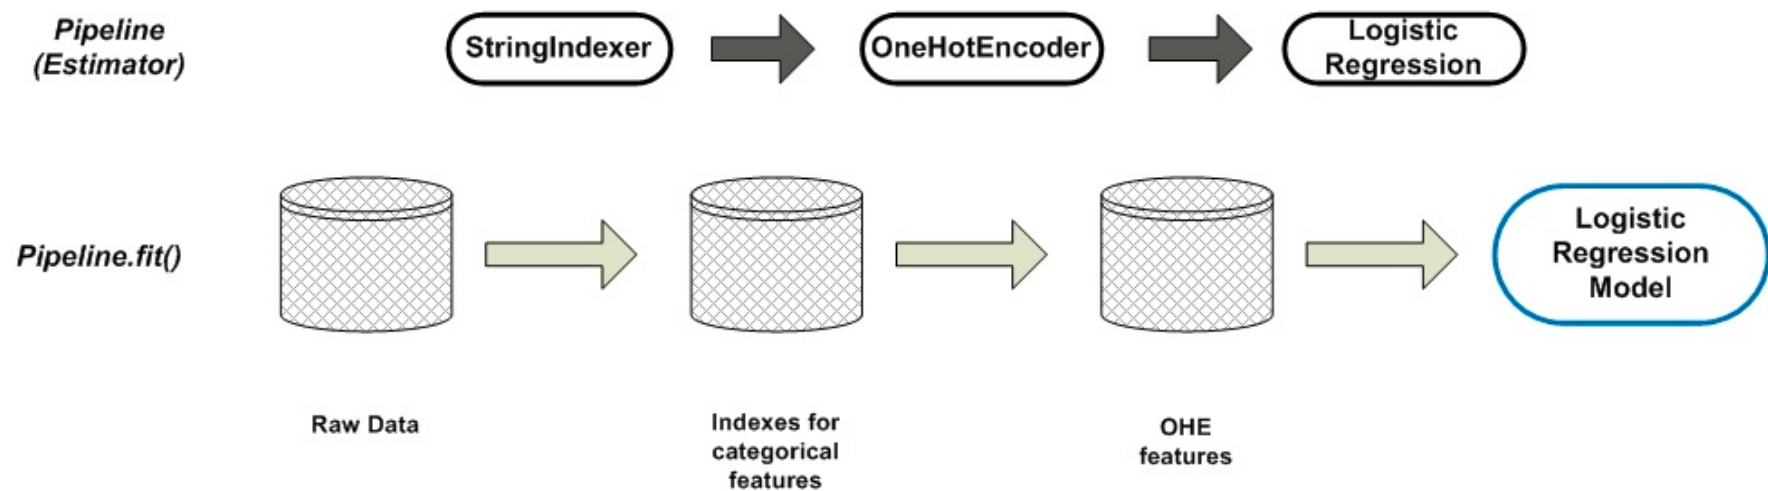 Pipeline
(Estimator)
StringIndexer
OneHotEncoder
Logistic
Regression
Pipeline.fit()
Logistic
Regression
Model
Raw Data
Indexes for
categorical
features
OHE
features